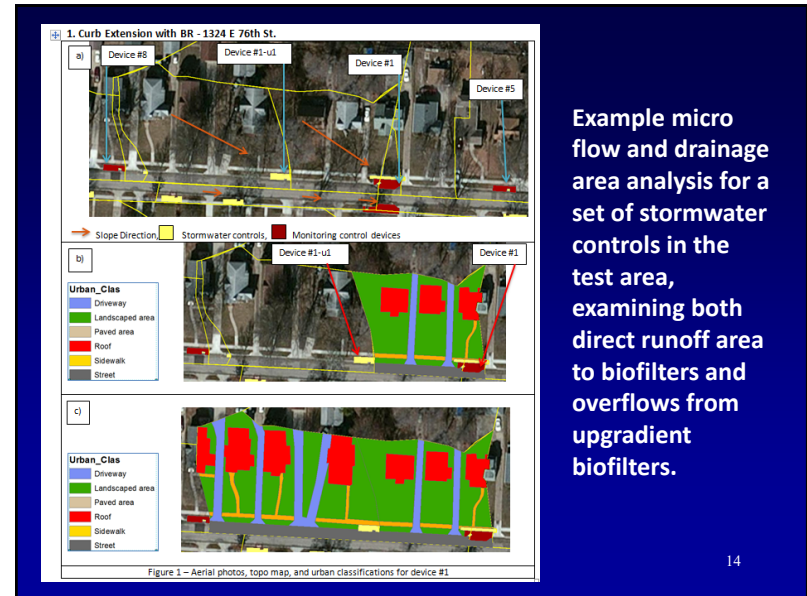 1. Curb Extension with BR - 1324 E 76th St.
a)
Device #8
Device #1-u1
Device #1
Device #5
Slope Direction,
Stormwater controls,
Monitoring control devices
b)
Device #1-u1
Device #1
Urban_Clas
Driveway
Landscaped area
Paved area
Roof
Sidewalk
Street
c)
Urban_Clas
Driveway
Landscaped area
Paved area
Roof
Sidewalk
Street
Figure 1 – Aerial photos, topo map, and urban classifications for device #1
Example micro
flow and drainage
area analysis for a
set of stormwater
controls in the
test area,
examining both
direct runoff area
to biofilters and
overflows from
upgradient
biofilters.
14